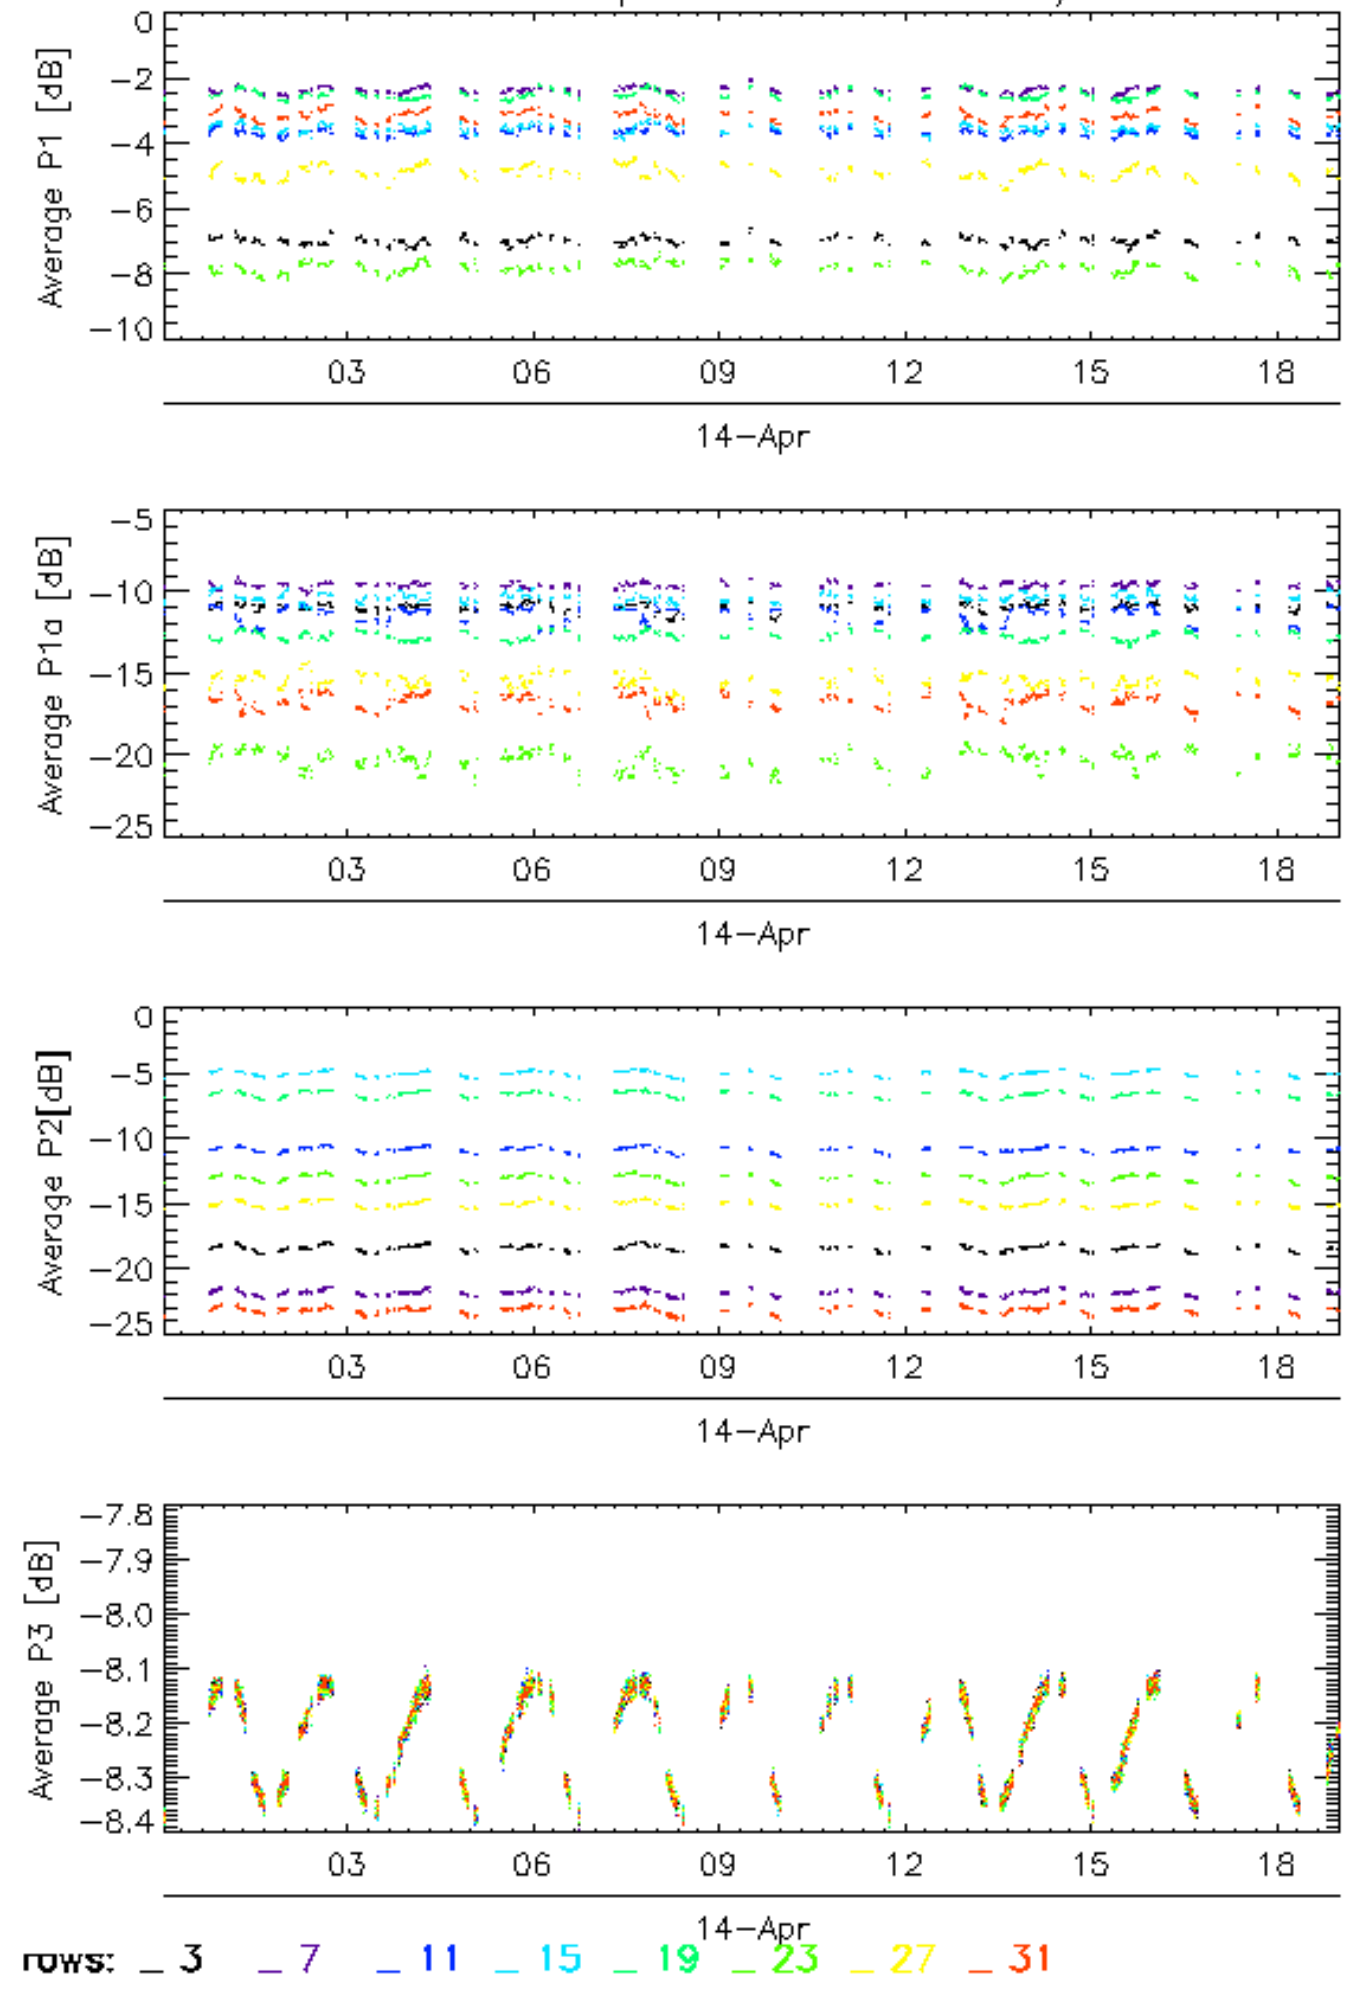 0
−2
−4
−6
−8
−10
Average P1 [dB]
03 06 09 12 15 18
14−Apr
−5
−10
−15
−20
−25
Average P1a [dB]
03 06 09 12 15 18
14−Apr
0
−5
−10
−15
−20
−25
Average P2[dB]
03 06 09 12 15 18
14−Apr
−7.8
−7.9
−8.0
−8.1
−8.2
−8.3
−8.4
Average P3 [dB]
03 06 09 12 15 18
14−Apr
rows: _ 3 _ 7 _ 11 _ 15 _ 19 _ 23 _ 27 _ 31